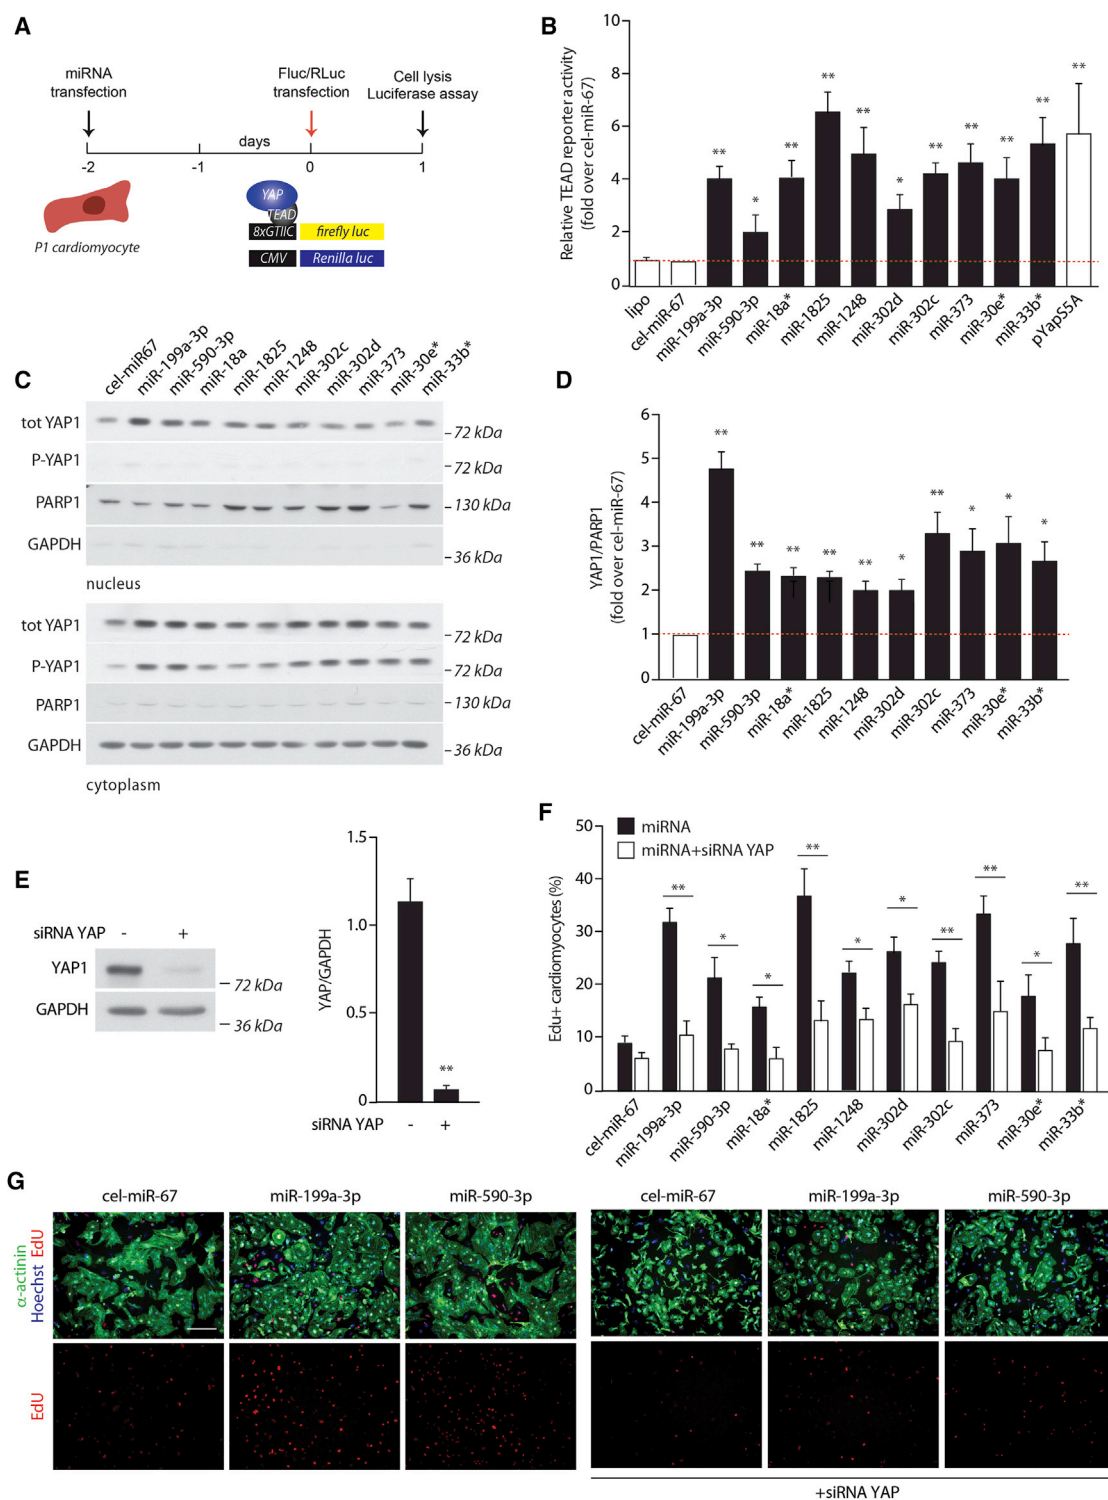 A
miRNA
transfection
Fluc/RLuc
transfection
Cell lysis
Luciferase assay
days
-2
-1
0
1
P1 cardiomyocyte
YAP
TEAD
8xGTIIC
firefly luc
CMV
Renilla luc
B
Relative TEAD reporter activity
(fold over cel-miR-67)
10
8
6
4
2
0
**
*
**
**
**
*
**
**
**
**
**
lipo
cel-miR-67
miR-199a-3p
miR-590-3p
miR-18a*
miR-1825
miR-1248
miR-302d
miR-302c
miR-373
miR-30e*
miR-33b*
pYap5SA
C
cel-miR67
miR-199a-3p
miR-590-3p
miR-18a
miR-1825
miR-1248
miR-302c
miR-302d
miR-373
miR-30e*
miR-33b*
tot YAP1
72 kDa
P-YAP1
72 kDa
PARP1
130 kDa
GAPDH
36 kDa
nucleus
tot YAP1
72 kDa
P-YAP1
72 kDa
PARP1
130 kDa
GAPDH
36 kDa
cytoplasm
D
YAP1/PARP1
(fold over cel-miR-67)
6
5
4
3
2
1
0
**
**
**
**
**
*
**
*
*
*
cel-miR-67
miR-199a-3p
miR-590-3p
miR-18a*
miR-1825
miR-1248
miR-302d
miR-302c
miR-373
miR-30e*
miR-33b*
E
siRNA YAP - +
YAP1
72 kDa
GAPDH
36 kDa
YAP/GAPDH
1.5
1.0
0.5
0
**
siRNA YAP - +
F
miRNA
miRNA+siRNA YAP
Edu+ cardiomyocytes (%)
50
40
30
20
10
0
**
*
*
**
*
*
**
**
*
**
cel-miR-67
miR-199a-3p
miR-590-3p
miR-18a*
miR-1825
miR-1248
miR-302d
miR-302c
miR-373
miR-30e*
miR-33b*
G
cel-miR-67
miR-199a-3p
miR-590-3p
cel-miR-67
miR-199a-3p
miR-590-3p
α-actinin
Hoechst EdU
EdU
+siRNA YAP